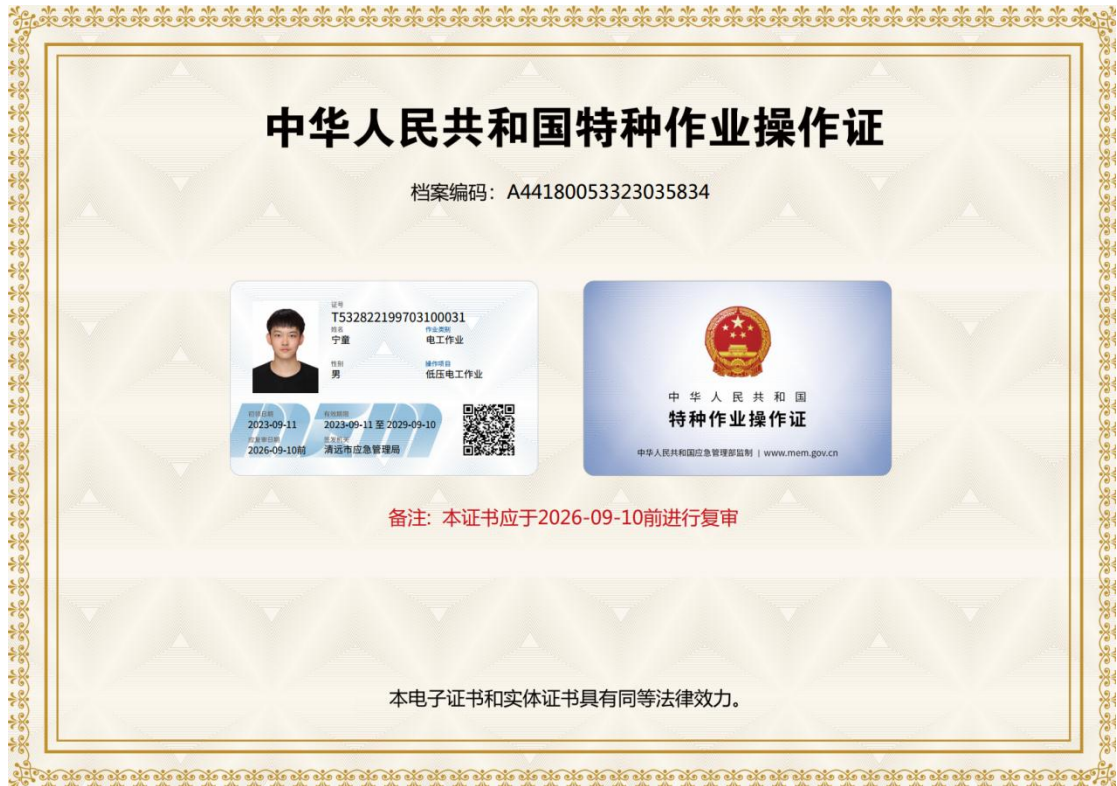 中华人民共和国特种作业操作证
档案编码：A44180053323035834
证号
T532822199703100031
姓名
宁童
作业类别
电工作业
性别
男
操作项目
低压电工作业
初领日期
2023-09-11
有效期限
2023-09-11 至 2029-09-10
应复审日期
2026-09-10前
签发机关
清远市应急管理局
中华人民共和国
特种作业操作证
中华人民共和国应急管理部监制 | www.mem.gov.cn
备注: 本证书应于2026-09-10前进行复审
本电子证书和实体证书具有同等法律效力。